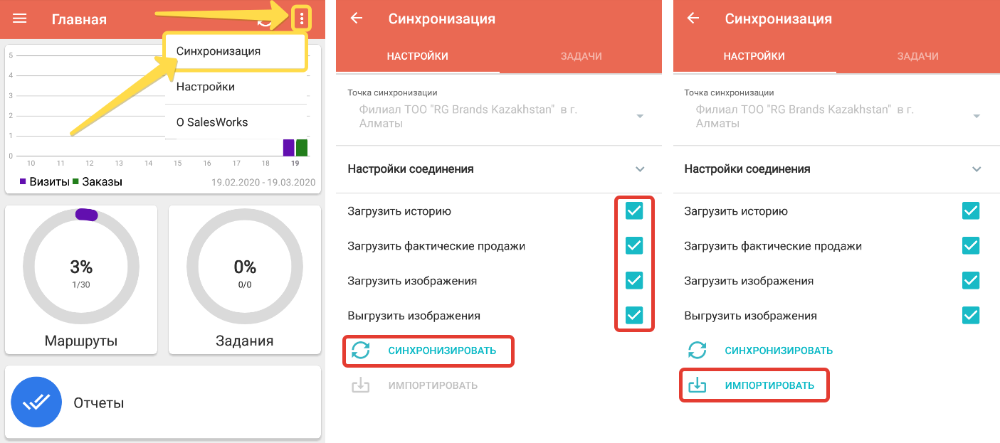 Главная
Синхронизация
Настройки
О SalesWorks
5
4
3
2
1
0
10 11 12 13 14 15 16 17 18 19
Визиты Заказы 19.02.2020 - 19.03.2020
3%
1/30
Маршруты
0%
0/0
Задания
Отчеты
Синхронизация
НАСТРОЙКИ ЗАДАЧИ
Точка синхронизации
Филиал ТОО "RG Brands Kazakhstan" в г.
Алматы
Настройки соединения
Загрузить историю
Загрузить фактические продажи
Загрузить изображения
Выгрузить изображения
СИНХРОНИЗИРОВАТЬ
ИМПОРТИРОВАТЬ
Синхронизация
НАСТРОЙКИ ЗАДАЧИ
Точка синхронизации
Филиал ТОО "RG Brands Kazakhstan" в г.
Алматы
Настройки соединения
Загрузить историю
Загрузить фактические продажи
Загрузить изображения
Выгрузить изображения
СИНХРОНИЗИРОВАТЬ
ИМПОРТИРОВАТЬ